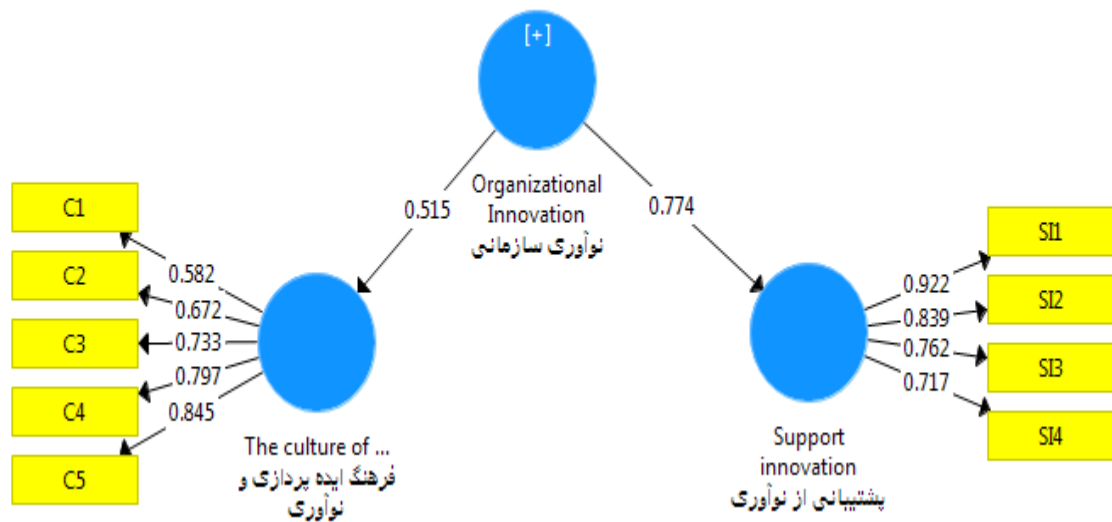 [+]
Organizational
Innovation
نوآوری سازمانی
0.515
0.774
C1
C2
C3
C4
C5
0.582
0.672
0.733
0.797
0.845
The culture of ...
فرهنگ ایده پردازی و
نوآوری
SI1
SI2
SI3
SI4
0.922
0.839
0.762
0.717
Support
innovation
پشتیبانی از نوآوری